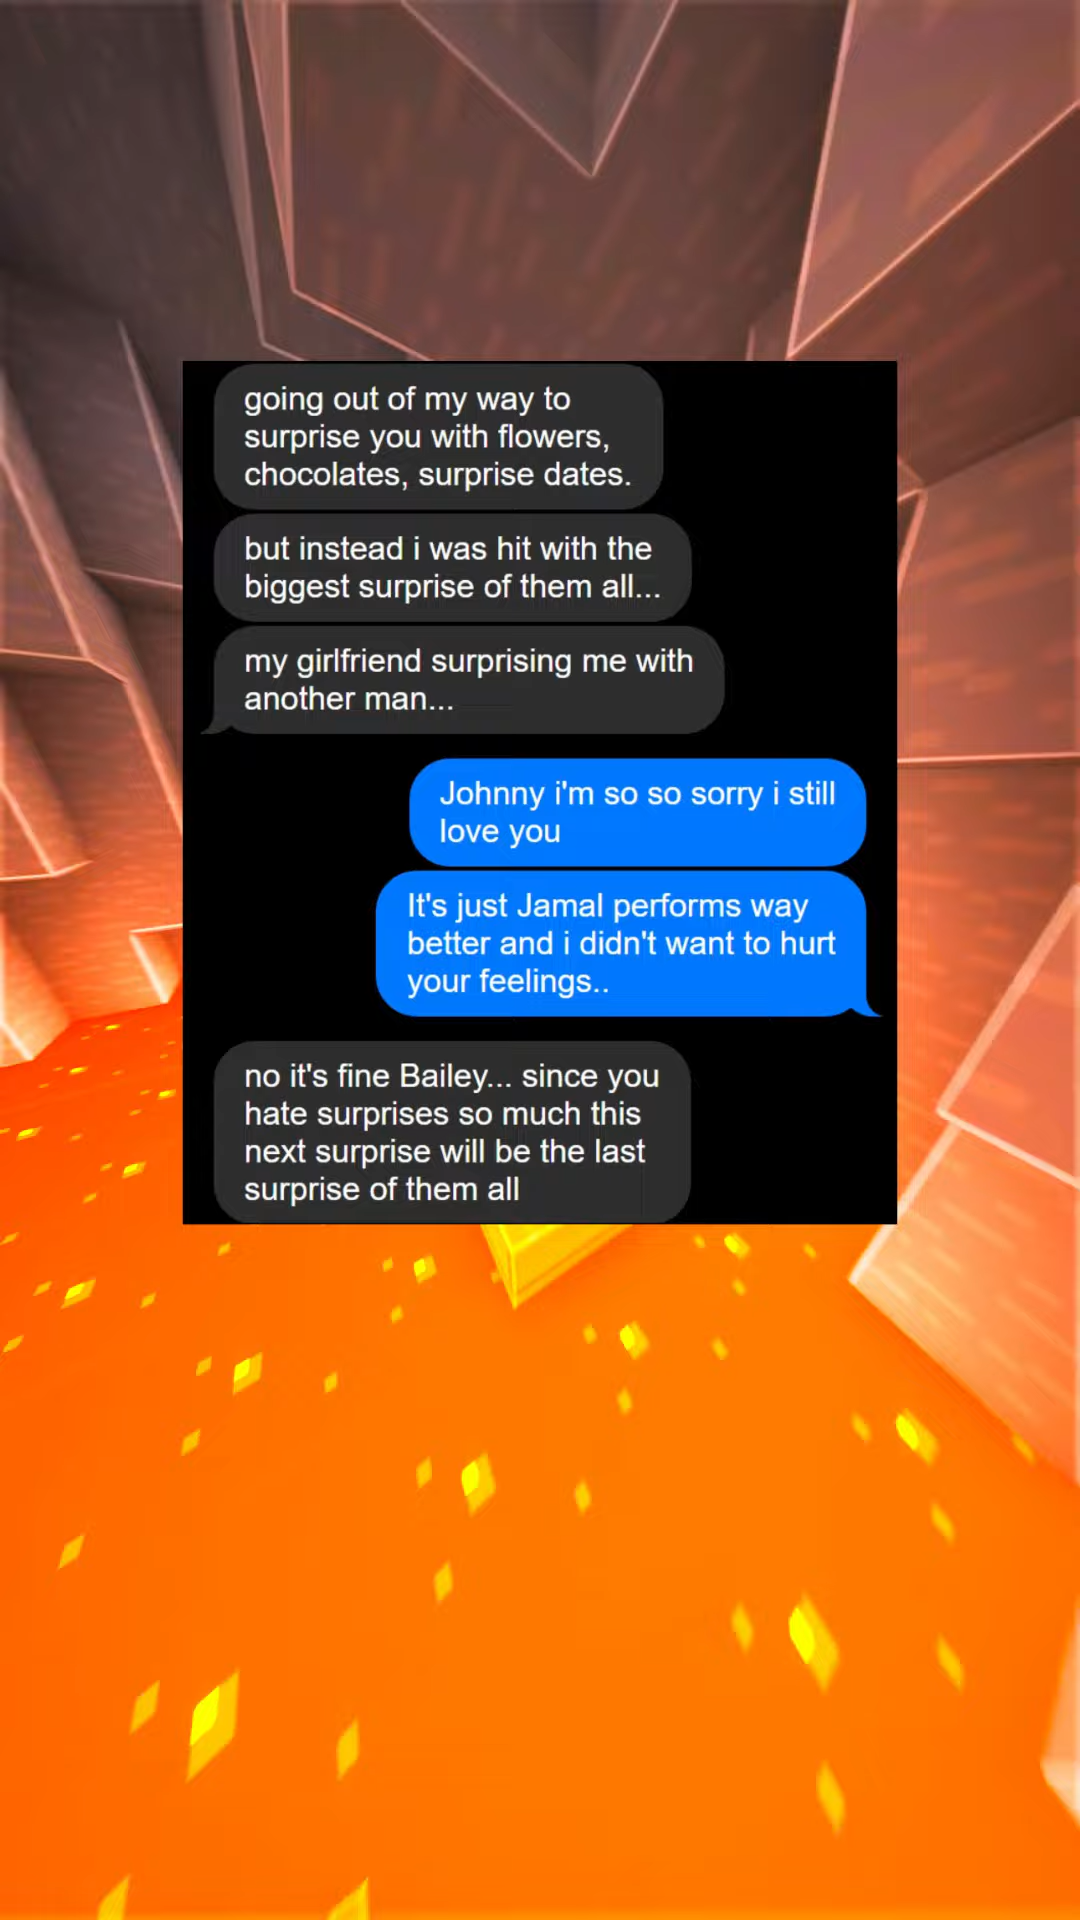 going out of my way to
surprise you with flowers,
chocolates, surprise dates.
but instead i was hit with the
biggest surprise of them all...
my girlfriend surprising me with
another man...
Johnny i'm so so sorry i still
love you
It's just Jamal performs way
better and i didn't want to hurt
your feelings..
no it's fine Bailey... since you
hate surprises so much this
next surprise will be the last
surprise of them all